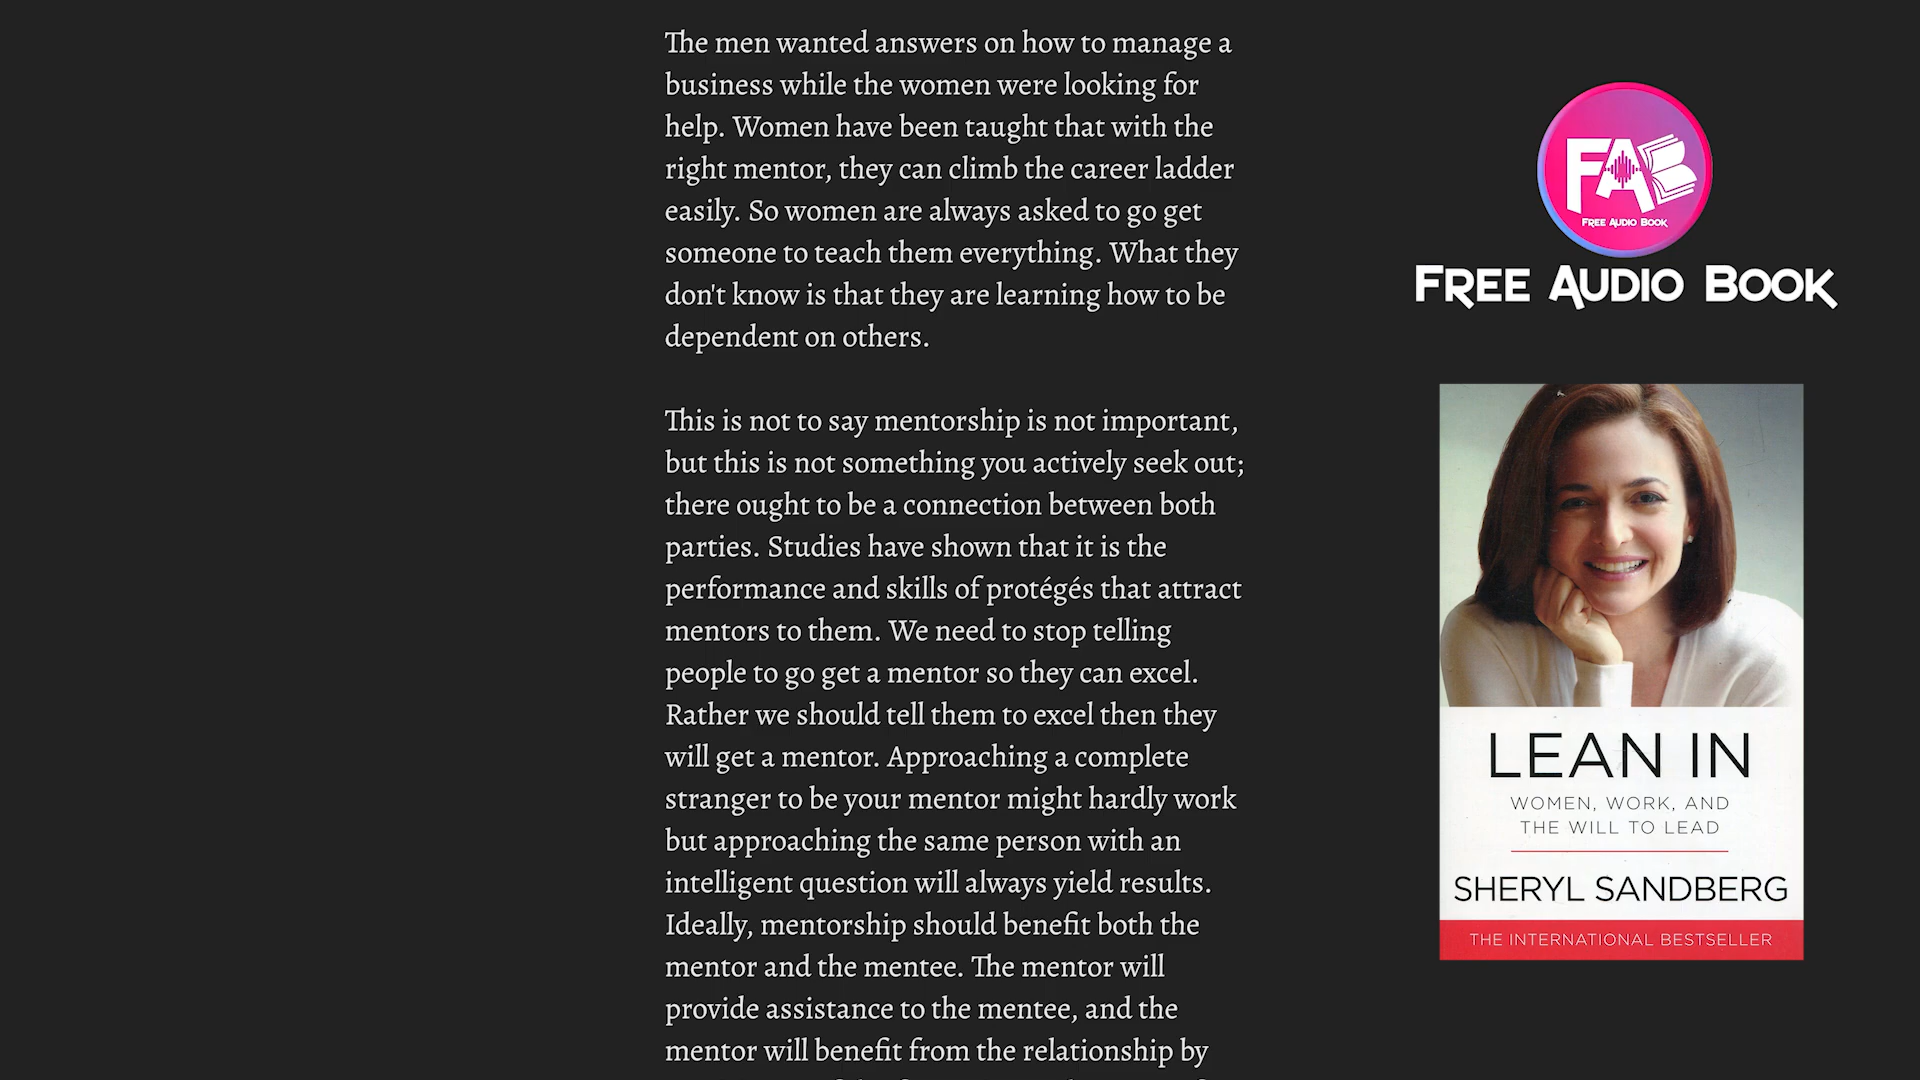 The men wanted answers on how to manage a
business while the women were looking for
help. Women have been taught that with the
right mentor, they can climb the career ladder
easily. So women are always asked to go get
someone to teach them everything. What they
don't know is that they are learning how to be
dependent on others.
This is not to say mentorship is not important,
but this is not something you actively seek out;
there ought to be a connection between both
parties. Studies have shown that it is the
performance and skills of protégés that attract
mentors to them. We need to stop telling
people to go get a mentor so they can excel.
Rather we should tell them to excel then they
will get a mentor. Approaching a complete
stranger to be your mentor might hardly work
but approaching the same person with an
intelligent question will always yield results.
Ideally, mentorship should benefit both the
mentor and the mentee. The mentor will
provide assistance to the mentee, and the
mentor will benefit from the relationship by
FAB
FREE AUDIO BOOK
FREE AUDIO BOOK
LEAN IN
WOMEN, WORK, AND
THE WILL TO LEAD
SHERYL SANDBERG
THE INTERNATIONAL BESTSELLER